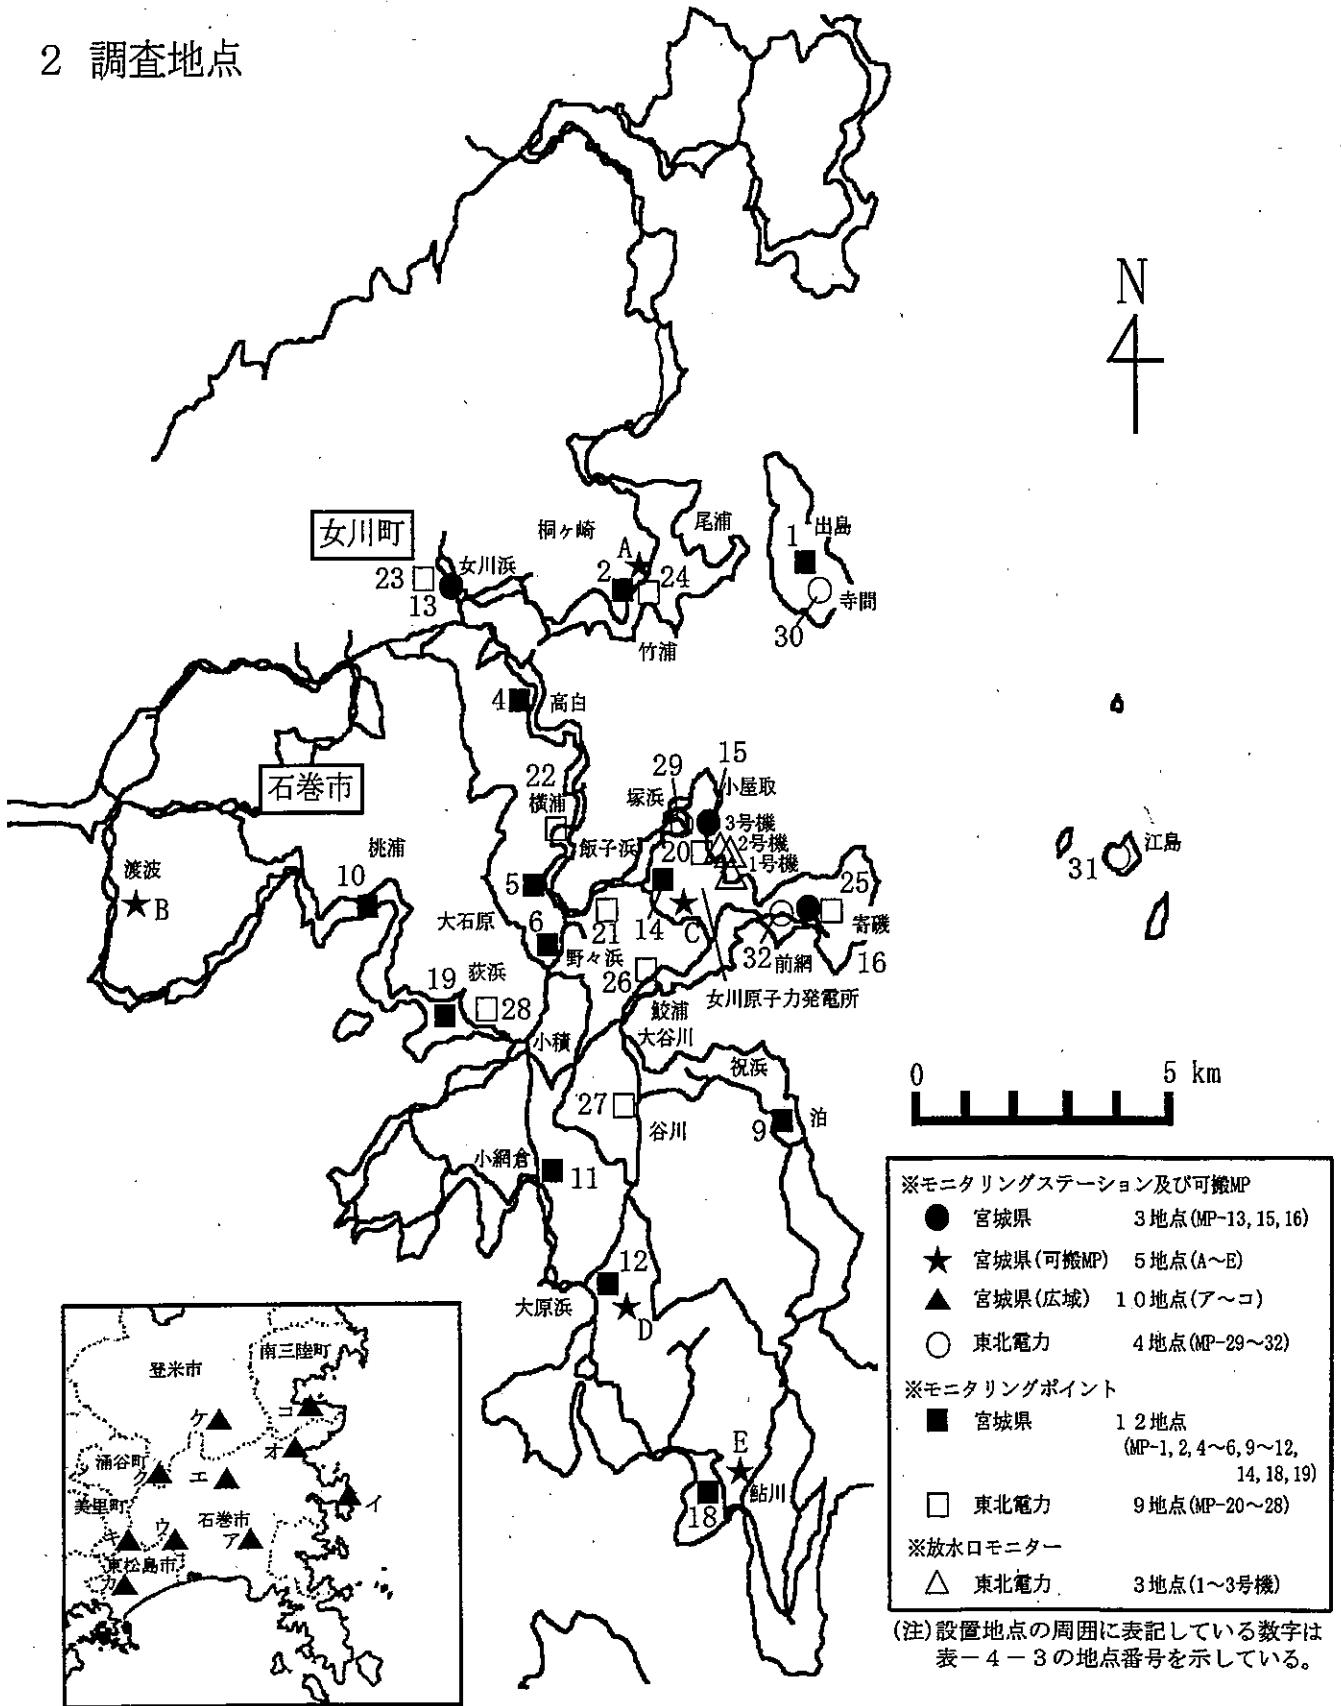 2 調査地点
N
女川町
女川浜
23
13
桐ヶ崎
A
2
24
尾浦
竹浦
1
出島
寺間
30
4
高白
石巻市
渡波
B
桃浦
10
22
横浦
飯子浜
5
6
大石原
野々浜
21
29
塚浜
15
小屋取
3号機
2号機
1号機
20
14
C
25
寄磯
16
32
前網
26
鮫浦
女川原子力発電所
31
江島
19
荻浜
28
小積
大谷川
祝浜
27
谷川
9
泊
小網倉
11
12
大原浜
D
E
18
鮎川
0 5 km
※モニタリングステーション及び可搬MP
● 宮城県 3地点(MP-13,15,16)
★ 宮城県(可搬MP) 5地点(A～E)
▲ 宮城県(広域) 10地点(ア～コ)
○ 東北電力 4地点(MP-29～32)
※モニタリングポイント
■ 宮城県 12地点
(MP-1,2,4～6,9～12,
14,18,19)
□ 東北電力 9地点(MP-20～28)
※放水口モニター
△ 東北電力 3地点(1～3号機)
(注)設置地点の周囲に表記している数字は
表－4－3の地点番号を示している。
登米市
南三陸町
ケ
コ
オ
涌谷町
ク
エ
イ
美里町
石巻市
キ
ウ
ア
東松島市
カ